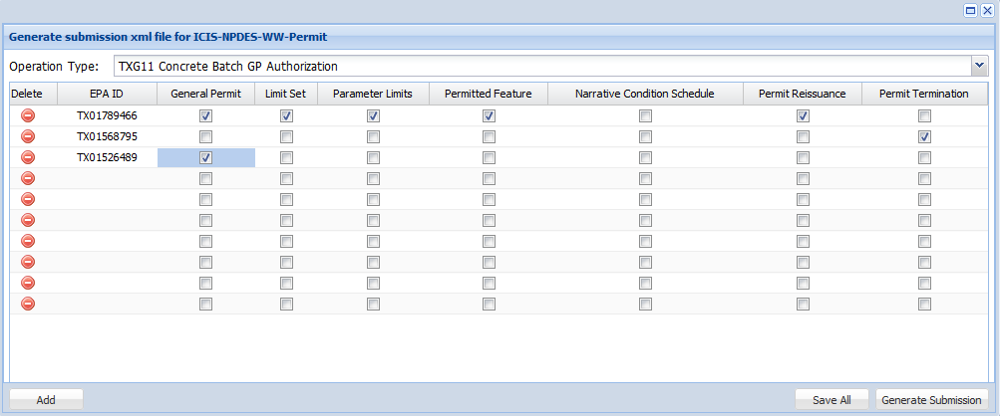 Generate submission xml file for ICIS-NPDES-WW-Permit
Operation Type: TXG11 Concrete Batch GP Authorization
Delete EPA ID General Permit Limit Set Parameter Limits Permitted Feature Narrative Condition Schedule Permit Reissuance Permit Termination
TX01789466
TX01568795
TX01526489
Add Save All Generate Submission